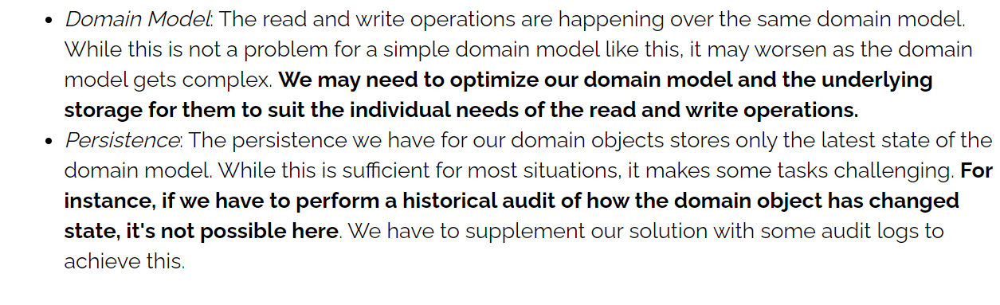 • Domain Model: The read and write operations are happening over the same domain model.
While this is not a problem for a simple domain model like this, it may worsen as the domain
model gets complex. We may need to optimize our domain model and the underlying
storage for them to suit the individual needs of the read and write operations.
• Persistence: The persistence we have for our domain objects stores only the latest state of the
domain model. While this is sufficient for most situations, it makes some tasks challenging. For
instance, if we have to perform a historical audit of how the domain object has changed
state, it's not possible here. We have to supplement our solution with some audit logs to
achieve this.